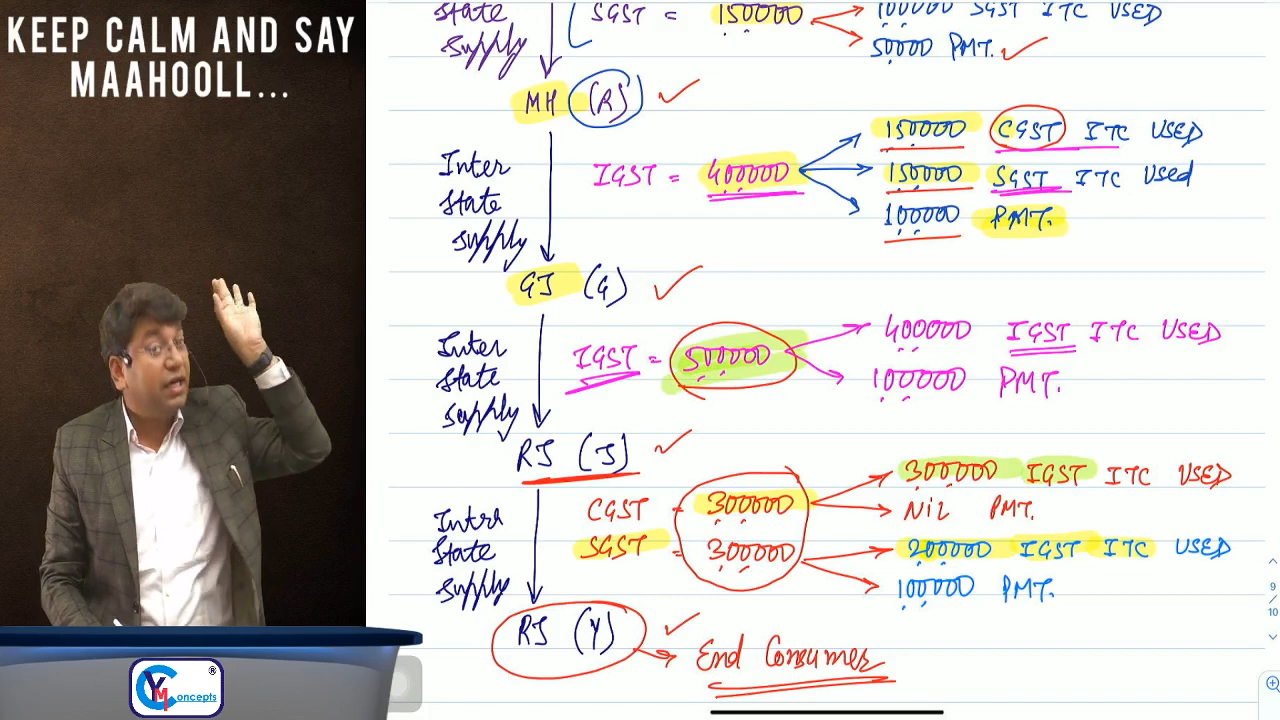 KEEP CALM AND SAY
MAAHOOLL...
State
Supply
SGST = 150000
100000 SGST ITC USED
50000 PMT.
MH (R)
Inter
State
Supply
IGST = 400000
150000 CGST ITC USED
150000 SGST ITC Used
100000 PMT.
GJ (G)
Inter
State
Supply
IGST = 500000
400000 IGST ITC USED
100000 PMT.
RJ (J)
Intra
State
Supply
CGST = 300000
300000 IGST ITC USED
Nil PMT.
SGST = 300000
200000 IGST ITC USED
100000 PMT.
RJ (Y)
End Consumer
YMConcepts ®
9
/
10